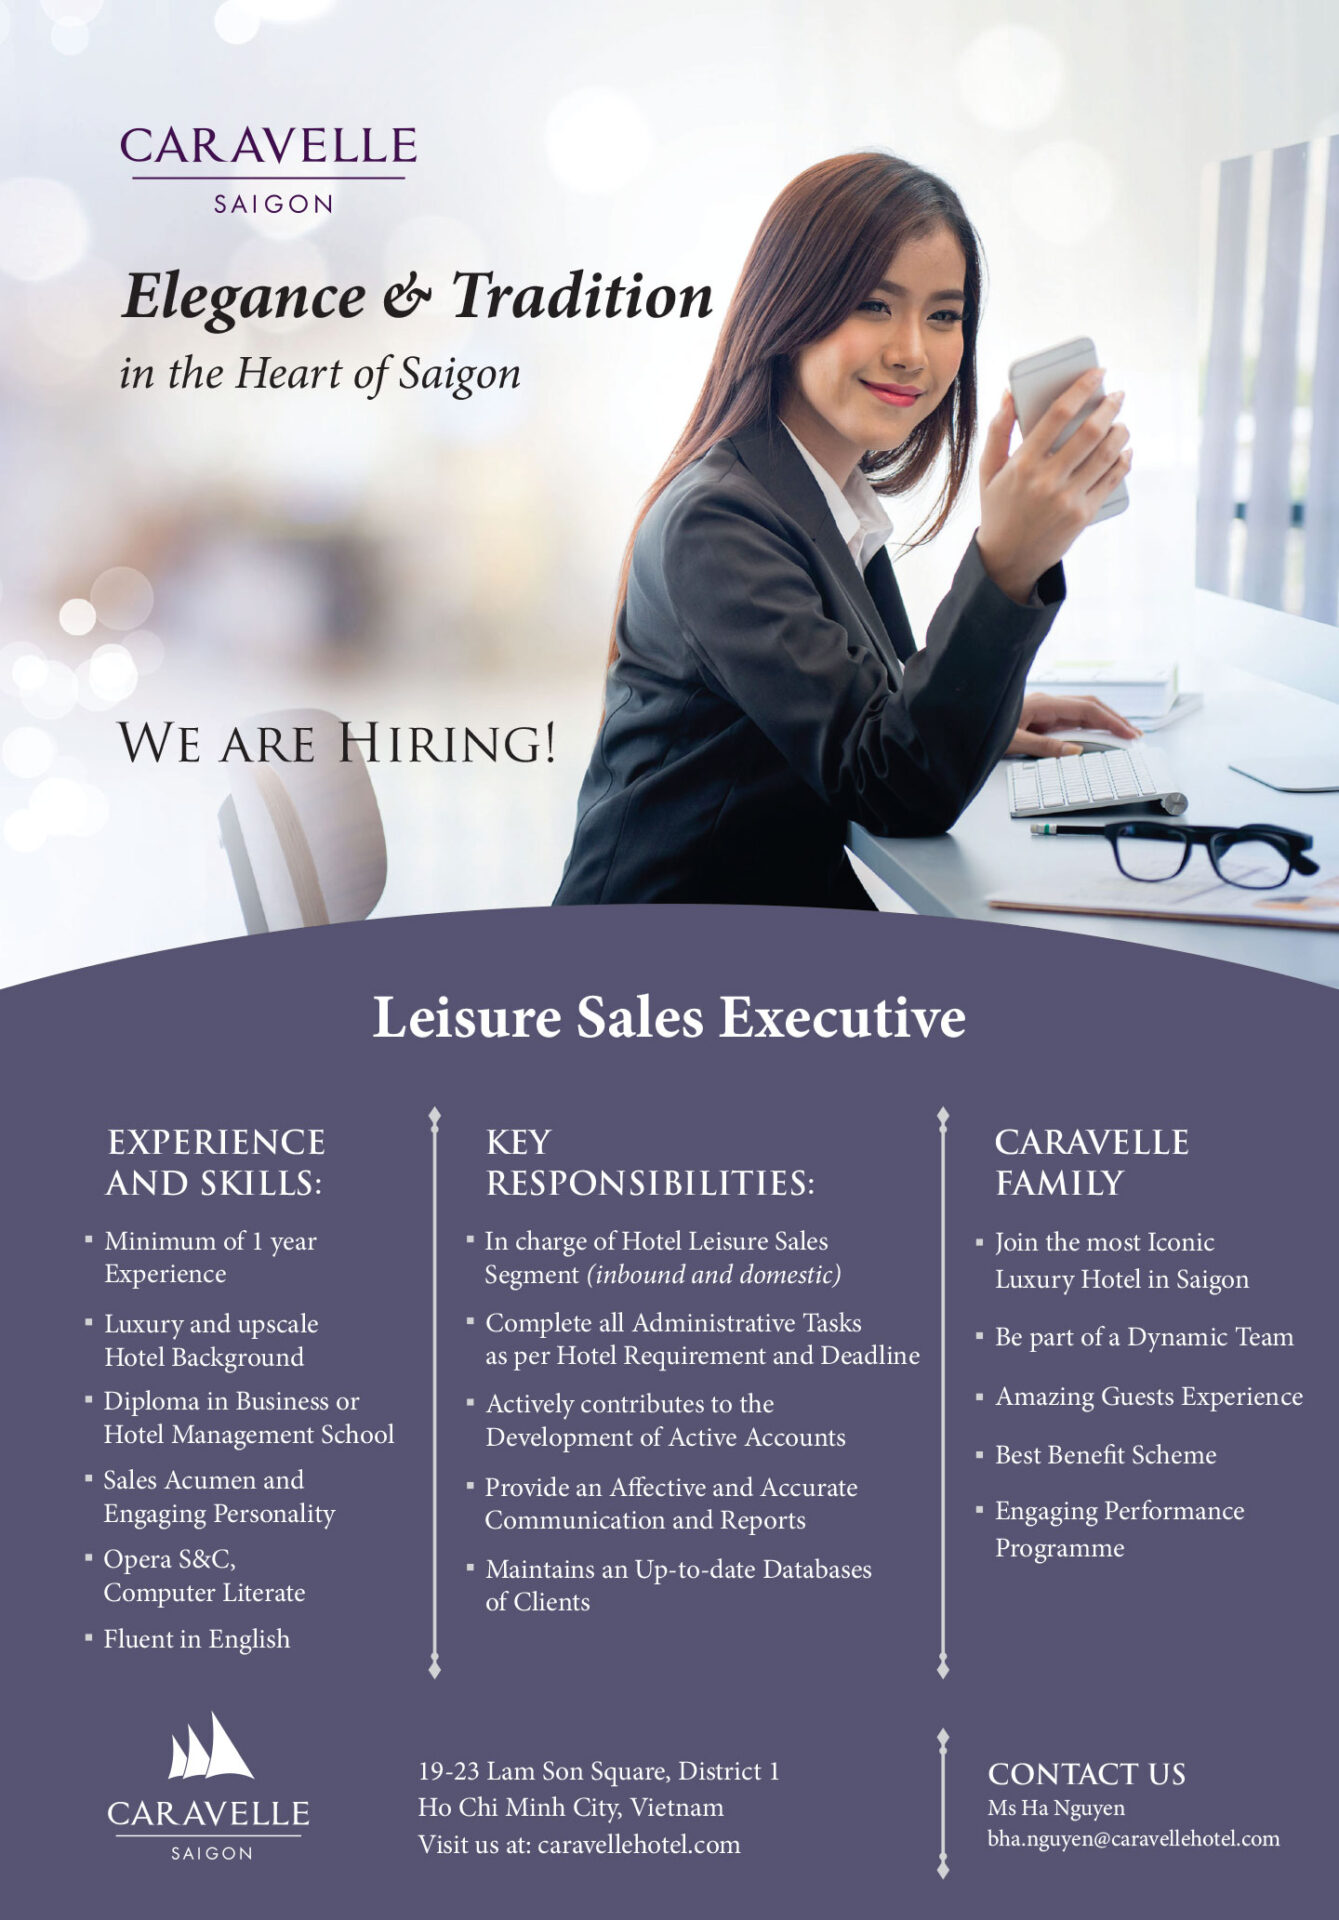 CARAVELLE
SAIGON
Elegance & Tradition
in the Heart of Saigon
WE ARE HIRING!
Leisure Sales Executive
EXPERIENCE
AND SKILLS:
▪ Minimum of 1 year
Experience
▪ Luxury and upscale
Hotel Background
▪ Diploma in Business or
Hotel Management School
▪ Sales Acumen and
Engaging Personality
▪ Opera S&C,
Computer Literate
▪ Fluent in English
KEY
RESPONSIBILITIES:
▪ In charge of Hotel Leisure Sales
Segment (inbound and domestic)
▪ Complete all Administrative Tasks
as per Hotel Requirement and Deadline
▪ Actively contributes to the
Development of Active Accounts
▪ Provide an Affective and Accurate
Communication and Reports
▪ Maintains an Up-to-date Databases
of Clients
CARAVELLE
FAMILY
▪ Join the most Iconic
Luxury Hotel in Saigon
▪ Be part of a Dynamic Team
▪ Amazing Guests Experience
▪ Best Benefit Scheme
▪ Engaging Performance
Programme
CARAVELLE
SAIGON
19-23 Lam Son Square, District 1
Ho Chi Minh City, Vietnam
Visit us at: caravellehotel.com
CONTACT US
Ms Ha Nguyen
bha.nguyen@caravellehotel.com